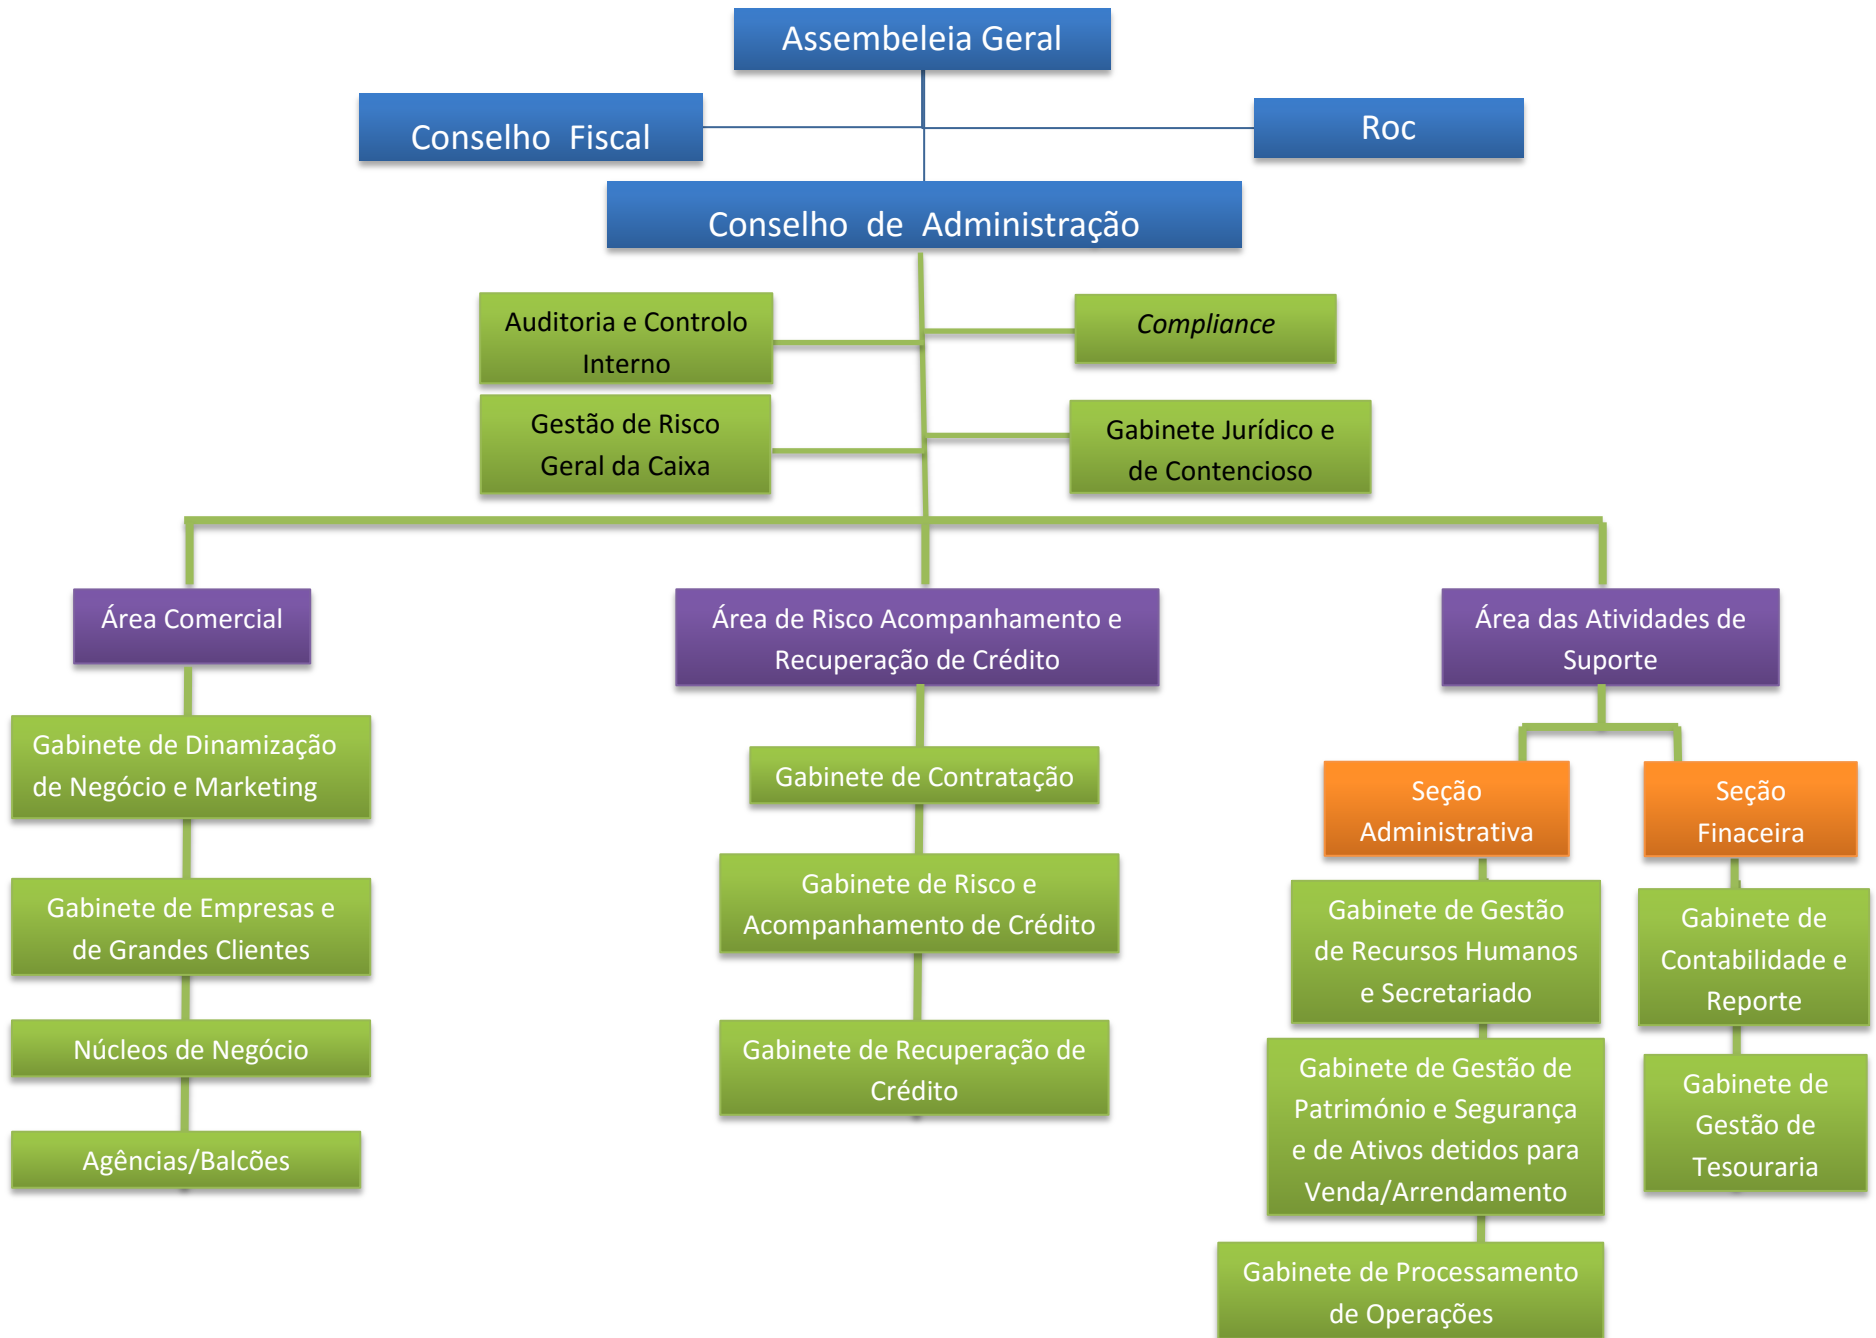 Assembeleia Geral
Conselho Fiscal
Roc
Conselho de Administração
Auditoria e Controlo
Interno
Compliance
Gestão de Risco
Geral da Caixa
Gabinete Jurídico e
de Contencioso
Área Comercial
Área de Risco Acompanhamento e
Recuperação de Crédito
Área das Atividades de
Suporte
Gabinete de Dinamização
de Negócio e Marketing
Gabinete de Empresas e
de Grandes Clientes
Núcleos de Negócio
Agências/Balcões
Gabinete de Contratação
Gabinete de Risco e
Acompanhamento de Crédito
Gabinete de Recuperação de
Crédito
Seção
Administrativa
Gabinete de Gestão
de Recursos Humanos
e Secretariado
Gabinete de Gestão de
Património e Segurança
e de Ativos detidos para
Venda/Arrendamento
Gabinete de Processamento
de Operações
Seção
Finaceira
Gabinete de
Contabilidade e
Reporte
Gabinete de
Gestão de
Tesouraria